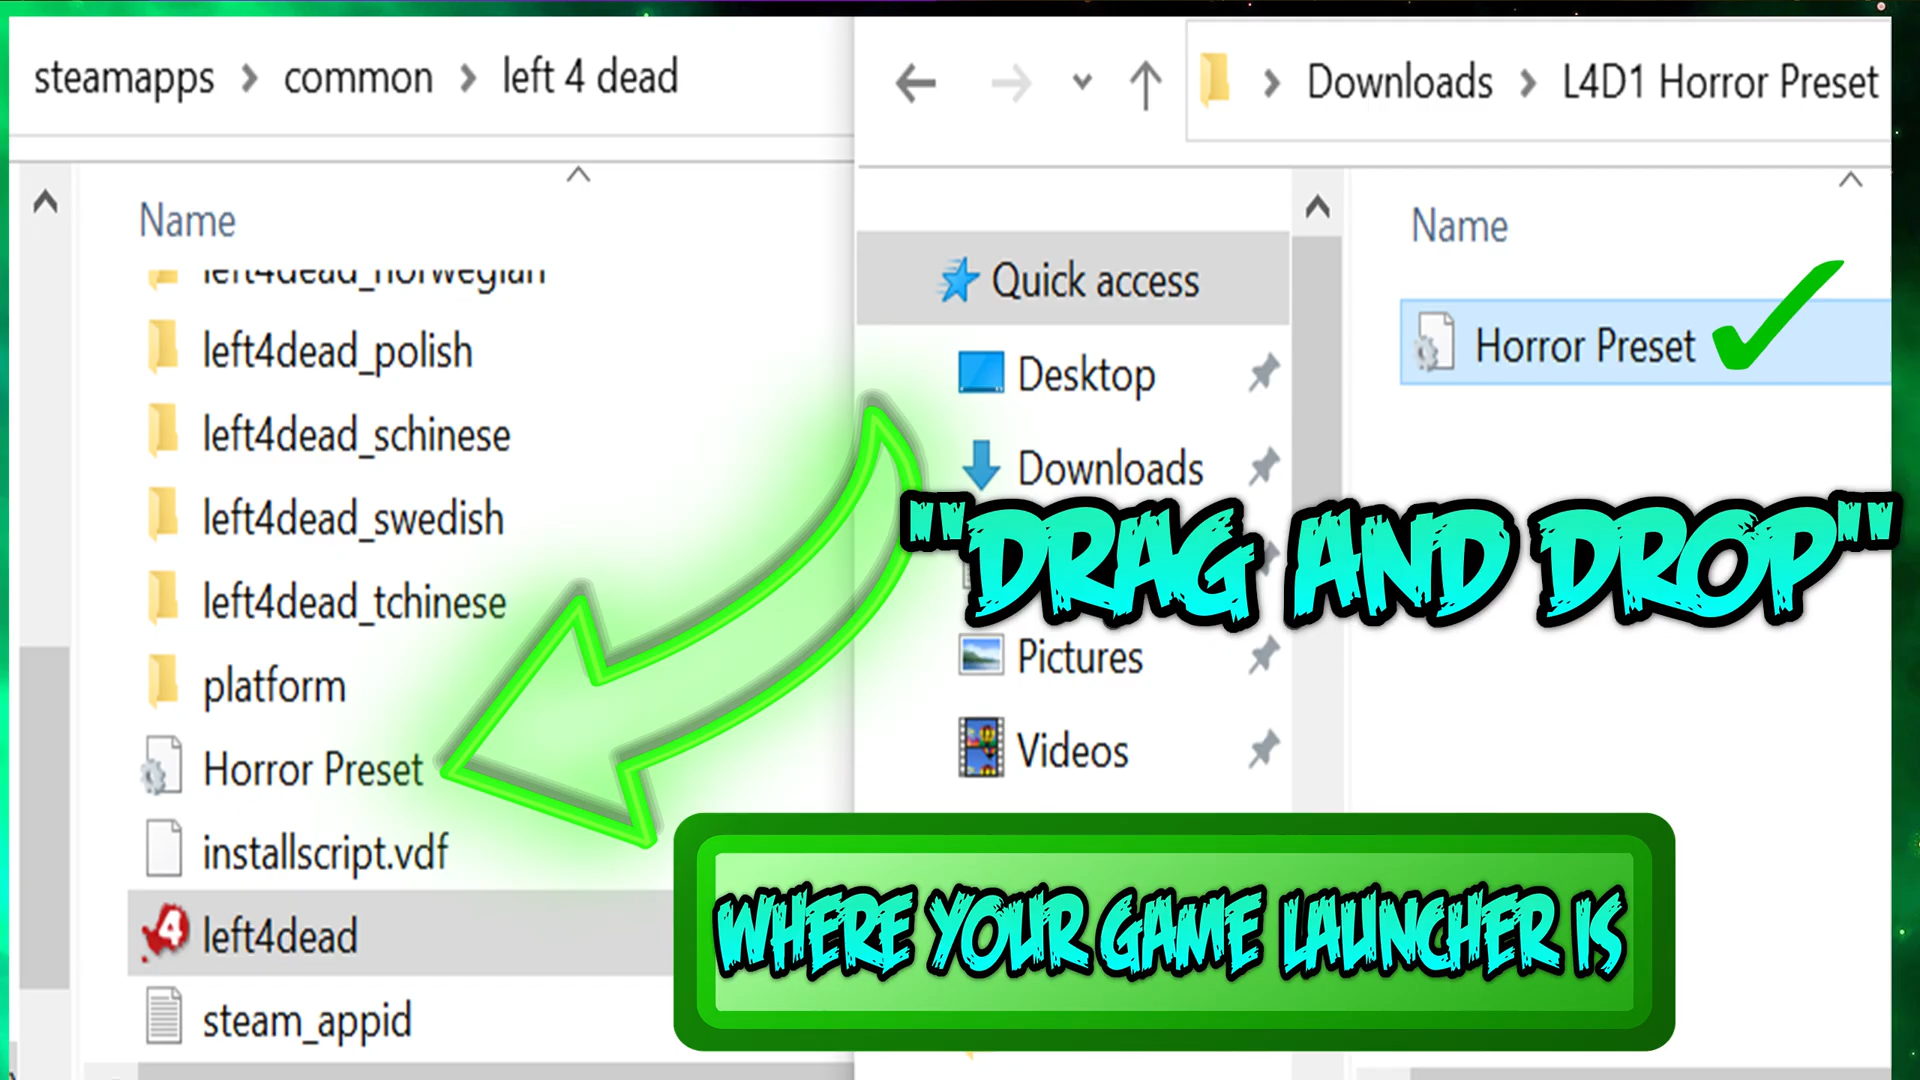 steamapps > common > left 4 dead
Name
left4dead_norwegian
left4dead_polish
left4dead_schinese
left4dead_swedish
left4dead_tchinese
platform
Horror Preset
installscript.vdf
left4dead
steam_appid
Downloads > L4D1 Horror Preset
Quick access
Desktop
Downloads
Pictures
Videos
Name
Horror Preset
""DRAG AND DROP""
WHERE YOUR GAME LAUNCHER IS